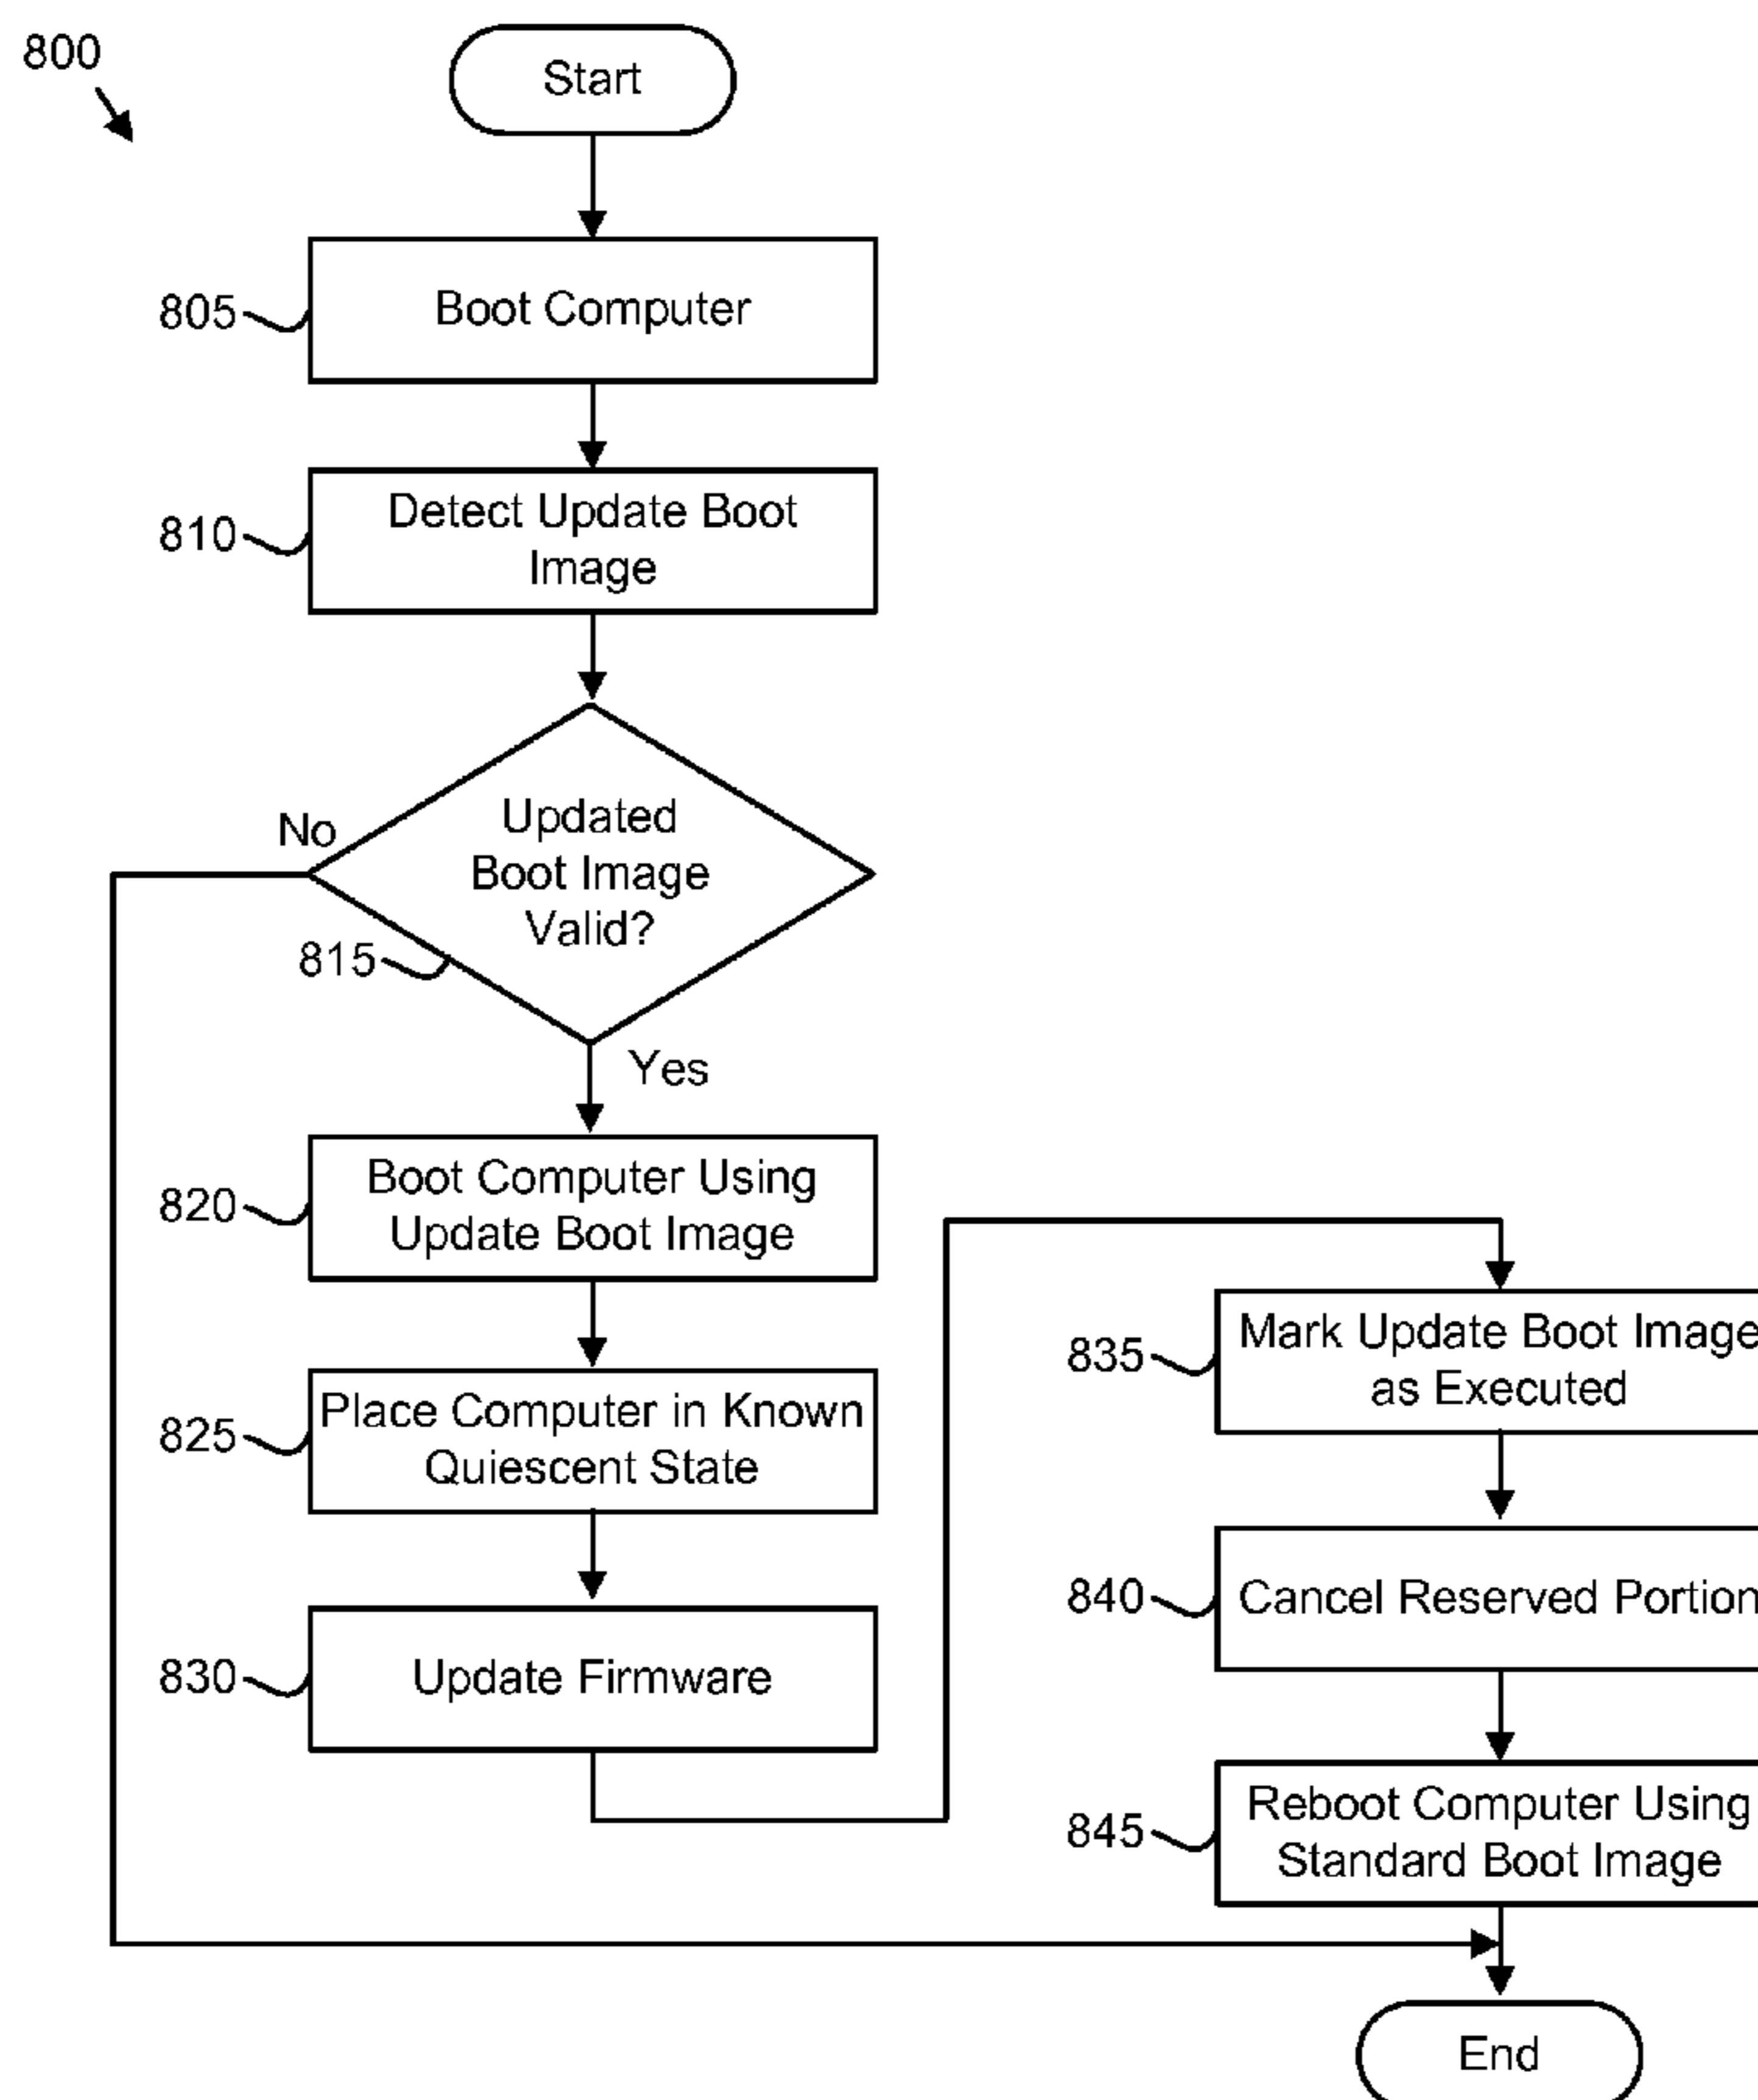 800
Start
805
Boot Computer
810
Detect Update Boot
Image
No
Updated
Boot Image
Valid?
815
Yes
820
Boot Computer Using
Update Boot Image
825
Place Computer in Known
Quiescent State
830
Update Firmware
835
Mark Update Boot Image
as Executed
840
Cancel Reserved Portion
845
Reboot Computer Using
Standard Boot Image
End